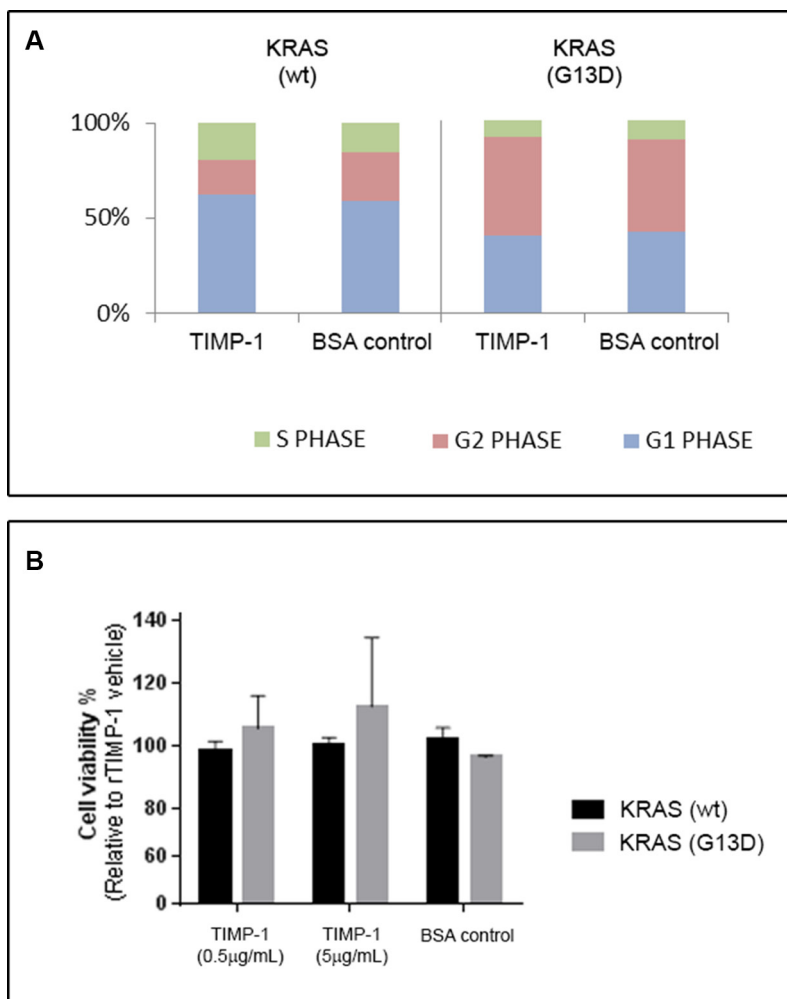 A
KRAS
(wt)
KRAS
(G13D)
100%
50%
0%
TIMP-1
BSA control
TIMP-1
BSA control
S PHASE
G2 PHASE
G1 PHASE
B
Cell viability %
(Relative to rTIMP-1 vehicle)
140
120
100
80
60
0
TIMP-1
(0.5µg/mL)
TIMP-1
(5µg/mL)
BSA control
KRAS (wt)
KRAS (G13D)